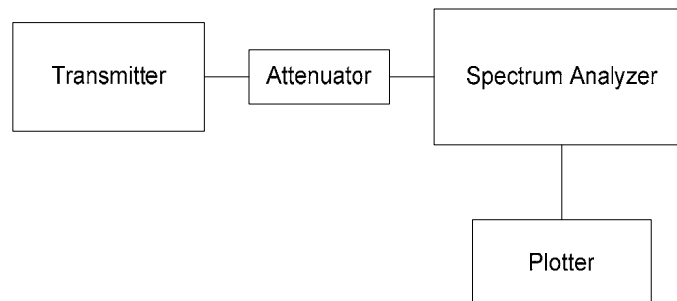 Transmitter
Attenuator
Spectrum Analyzer
Plotter